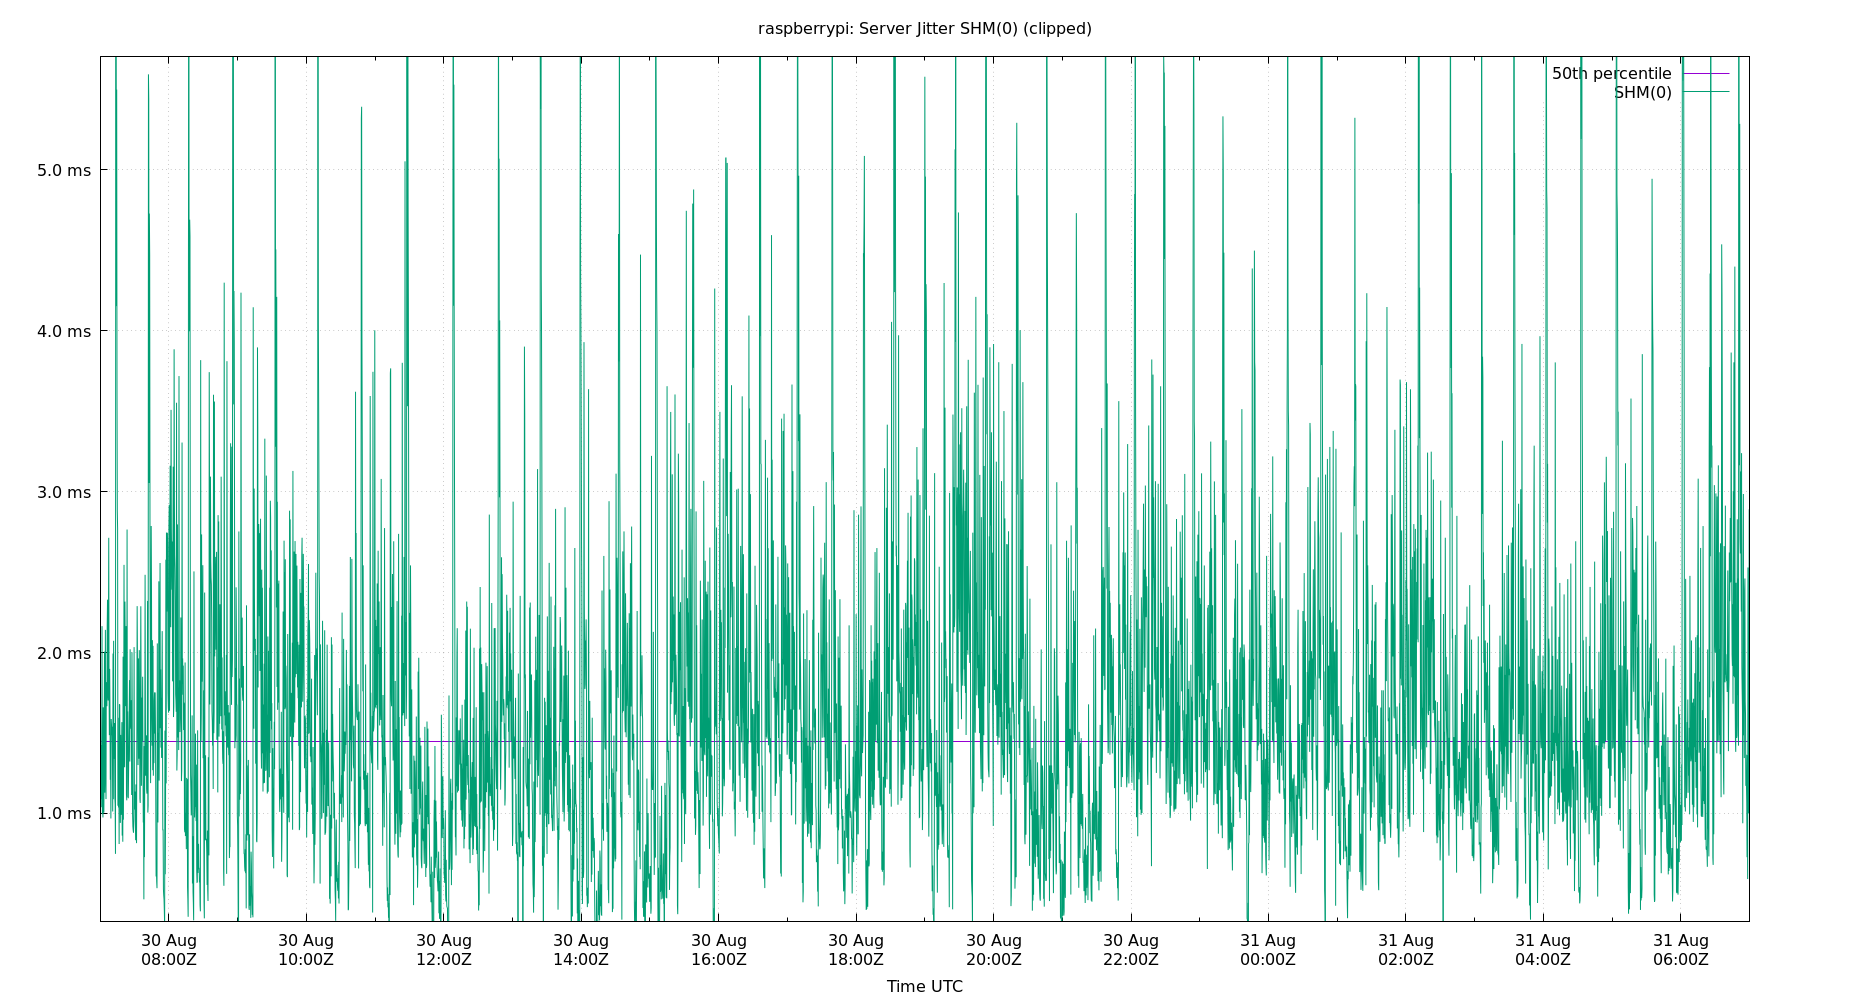 raspberrypi: Server Jitter SHM(0) (clipped)
50th percentile
SHM(0)
5.0 ms
4.0 ms
3.0 ms
2.0 ms
1.0 ms
30 Aug 30 Aug 30 Aug 30 Aug 30 Aug 30 Aug 30 Aug 30 Aug 31 Aug 31 Aug 31 Aug 31 Aug
08:00Z 10:00Z 12:00Z 14:00Z 16:00Z 18:00Z 20:00Z 22:00Z 00:00Z 02:00Z 04:00Z 06:00Z
Time UTC